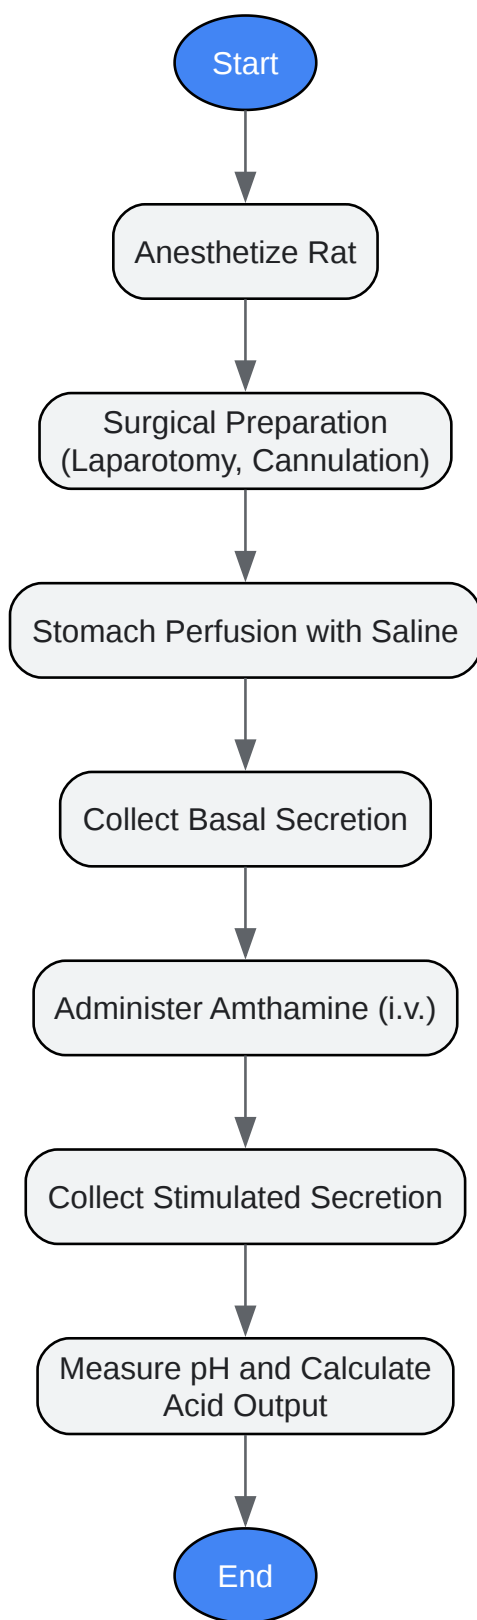 Start
Anesthetize Rat
Surgical Preparation
(Laparotomy, Cannulation)
Stomach Perfusion with Saline
Collect Basal Secretion
Administer Amthamine (i.v.)
Collect Stimulated Secretion
Measure pH and Calculate
Acid Output
End